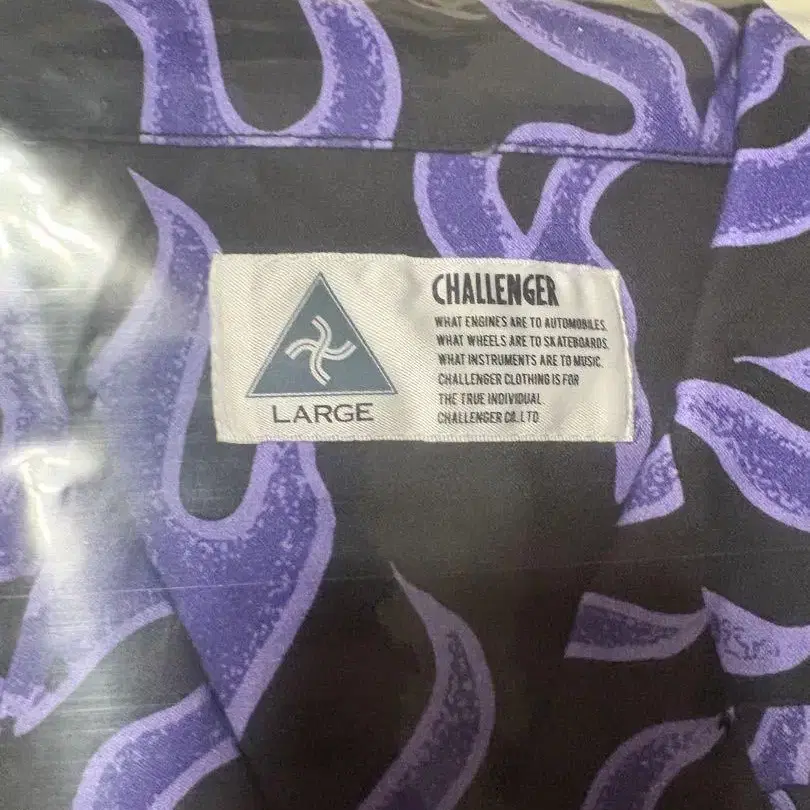 CHALLENGER
WHAT ENGINES ARE TO AUTOMOBILES.
WHAT WHEELS ARE TO SKATEBOARDS.
WHAT INSTRUMENTS ARE TO MUSIC.
CHALLENGER CLOTHING IS FOR
THE TRUE INDIVIDUAL
CHALLENGER CO.LTD
LARGE